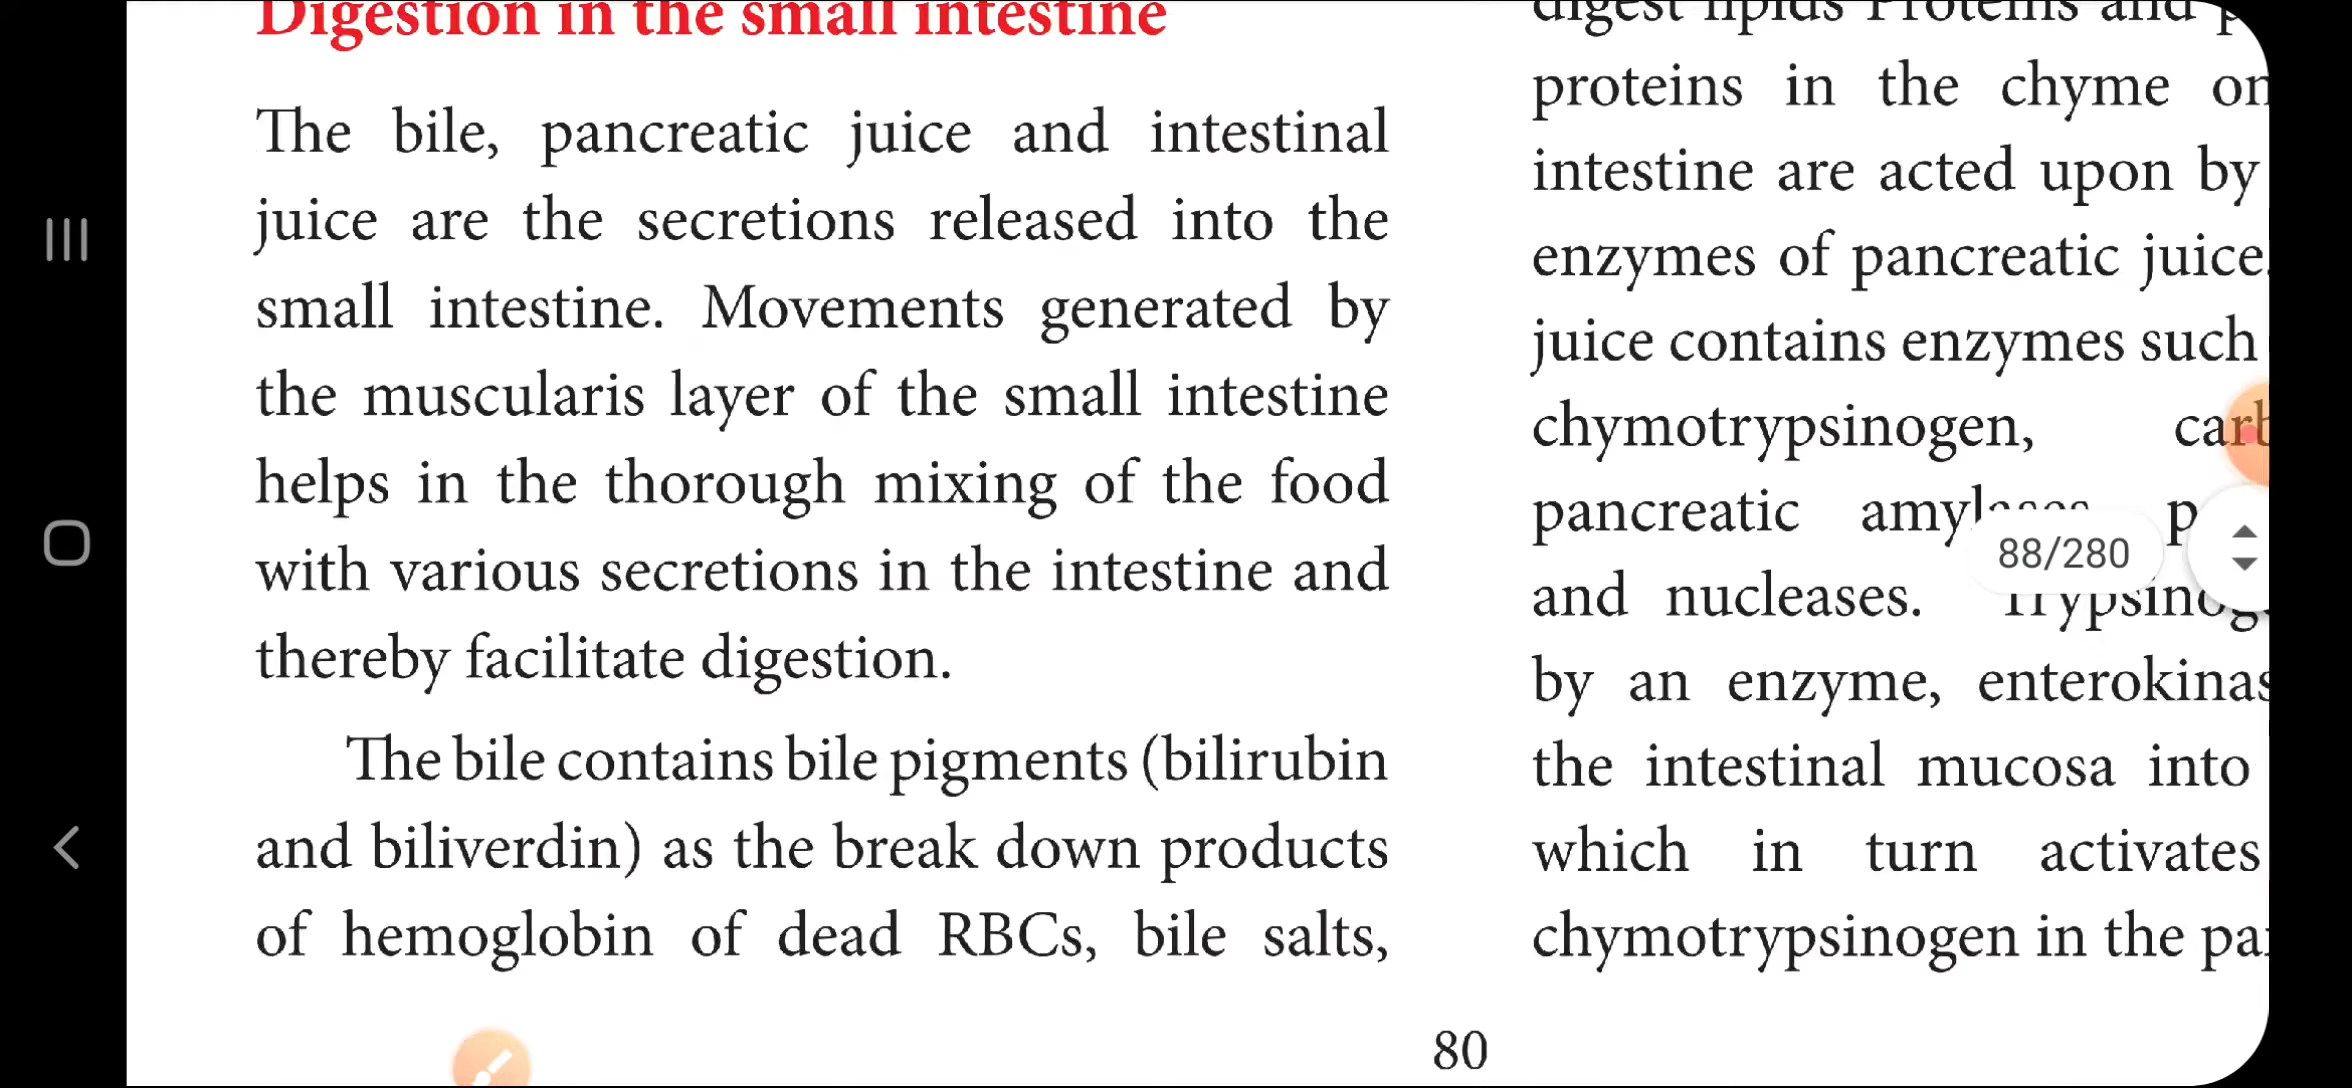 Digestion in the small intestine
The bile, pancreatic juice and intestinal
juice are the secretions released into the
small intestine. Movements generated by
the muscularis layer of the small intestine
helps in the thorough mixing of the food
with various secretions in the intestine and
thereby facilitate digestion.
The bile contains bile pigments (bilirubin
and biliverdin) as the break down products
of hemoglobin of dead RBCs, bile salts,
digest lipids Proteins and
proteins in the chyme
intestine are acted upon by
enzymes of pancreatic juice.
juice contains enzymes such
chymotrypsinogen,
pancreatic
and nucleases.
by an enzyme,
the intestinal mucosa into
which in turn activates
chymotrypsinogen in the
88/280
80